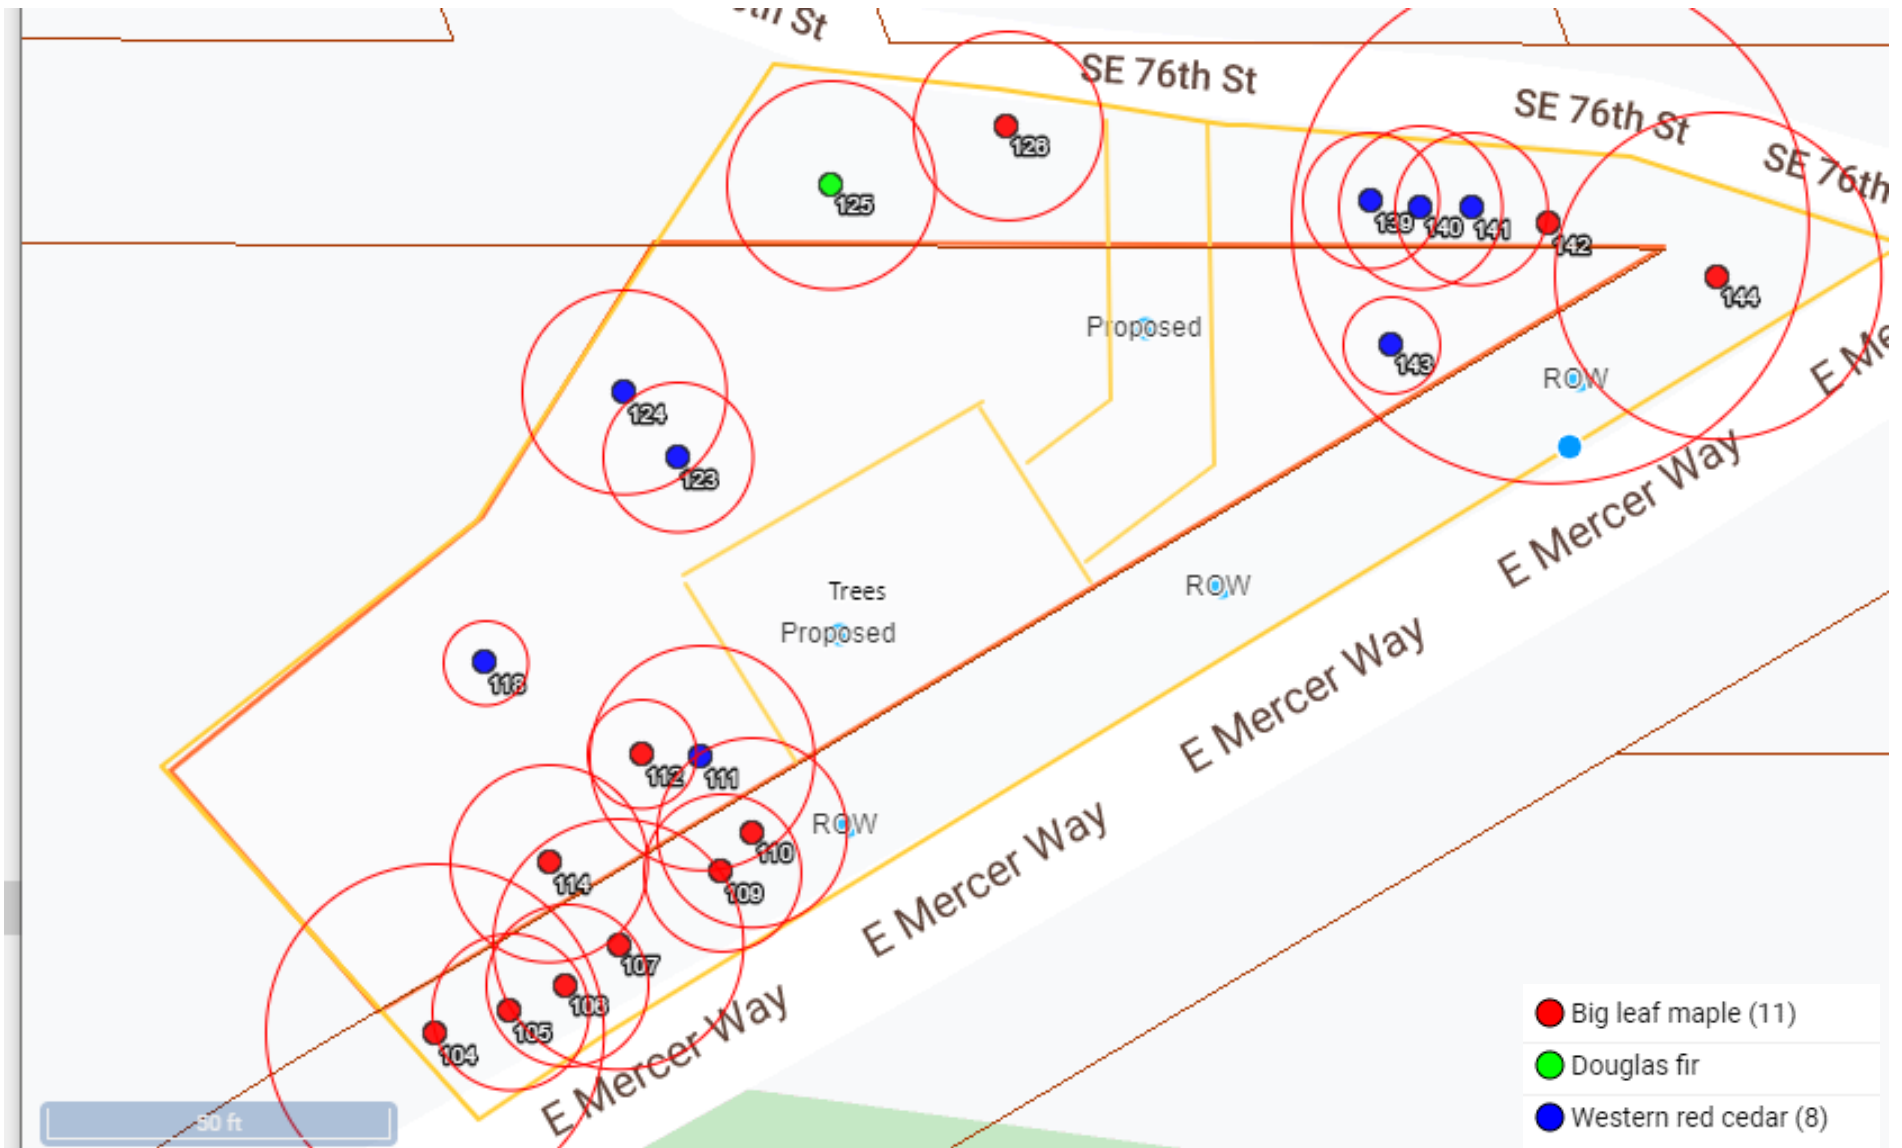 SE 76th St
SE 76th St
SE 76th
126
125
139
140
141
142
144
Proposed
143
ROW
124
123
E Mercer Way
ROW
Trees
Proposed
E Mercer Way
118
112
111
ROW
110
E Mercer Way
114
109
107
106
105
104
E Mercer Way
50 ft
Big leaf maple (11)
Douglas fir
Western red cedar (8)